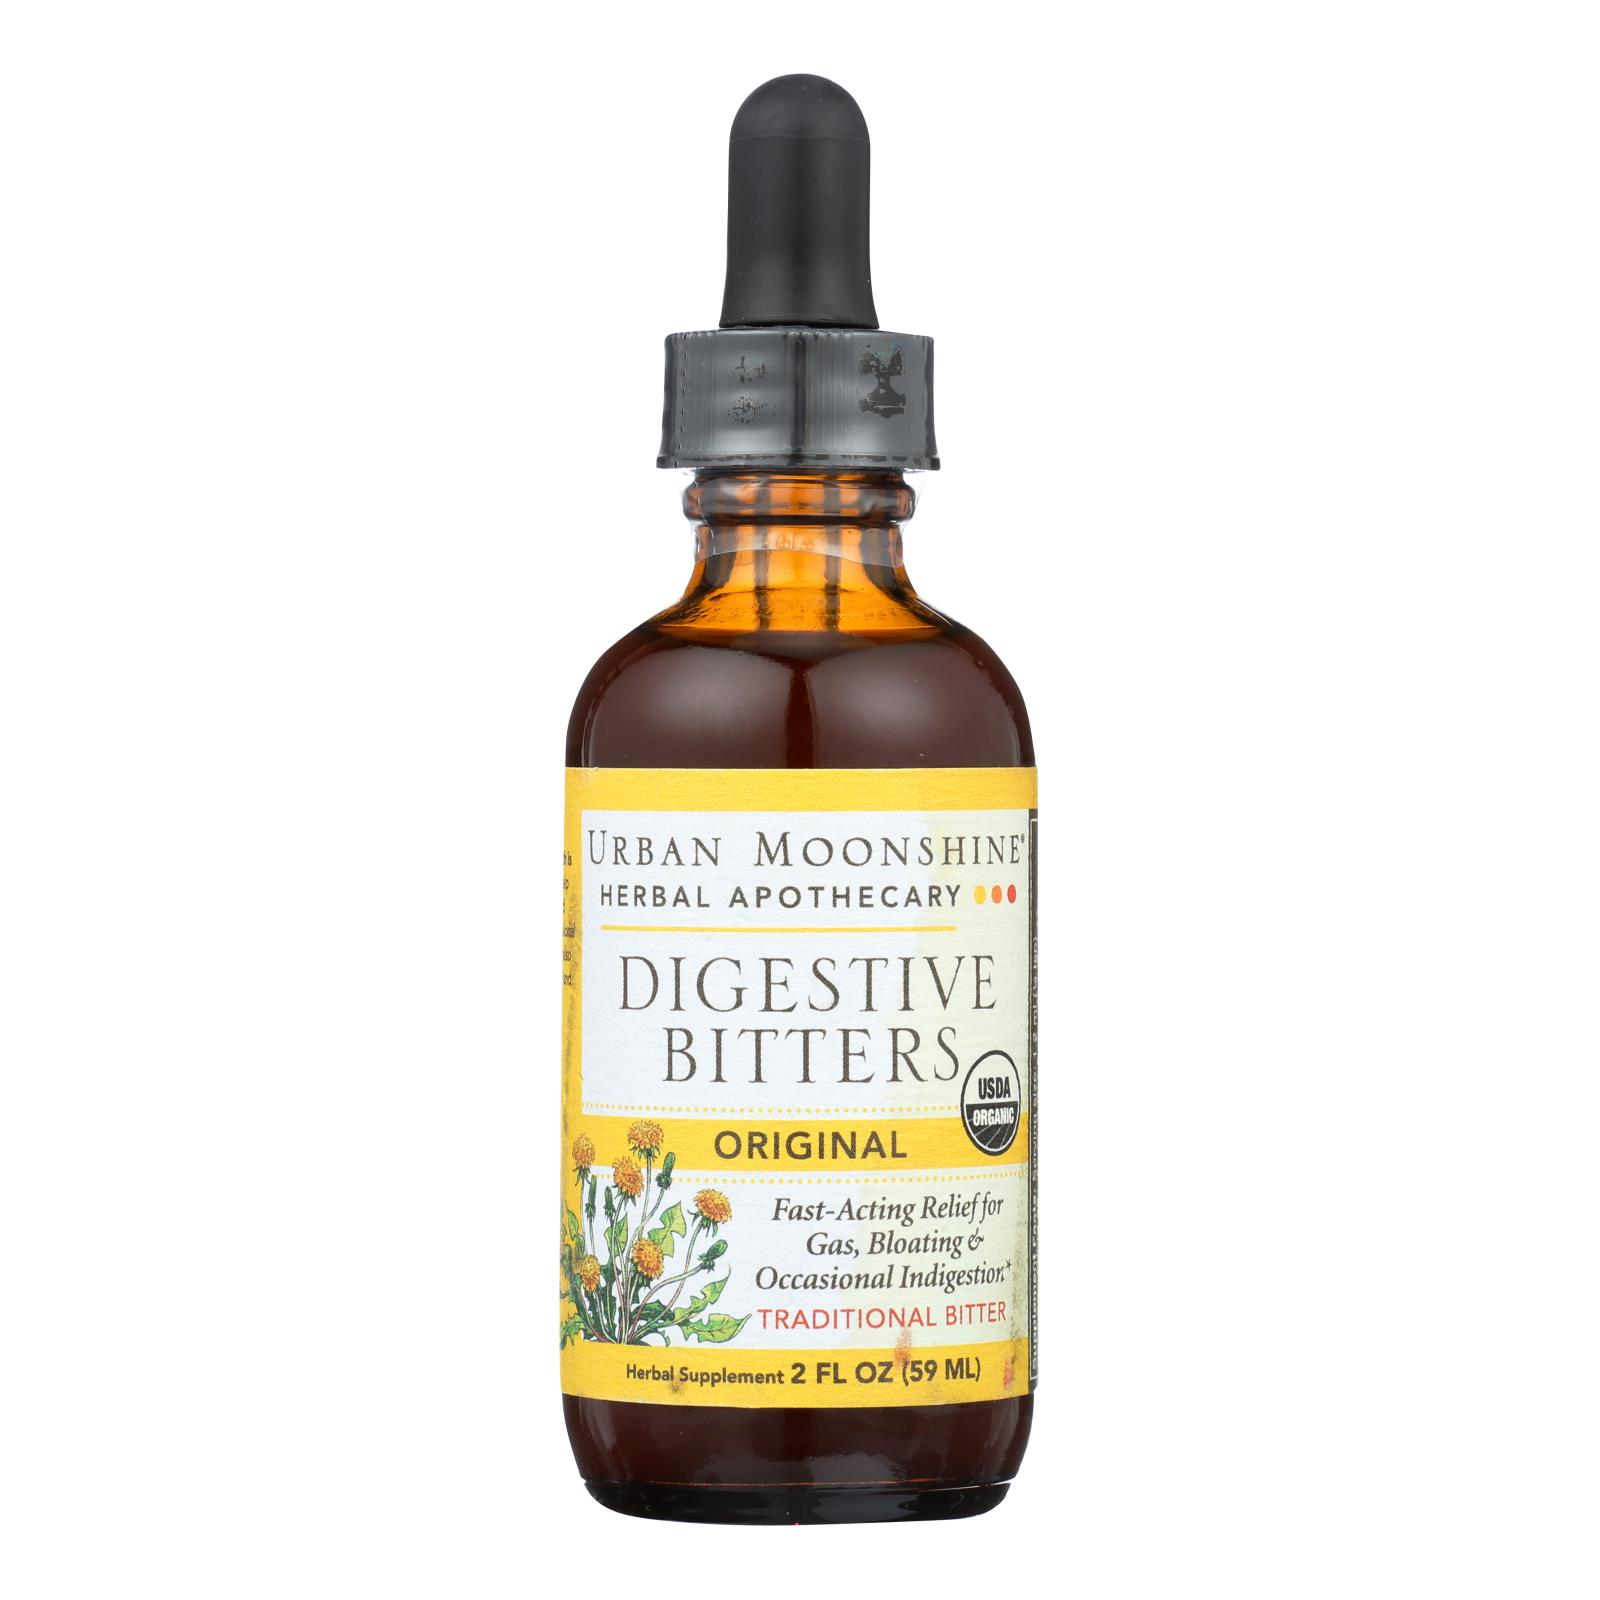 URBAN MOONSHINE®
HERBAL APOTHECARY
DIGESTIVE
BITTERS
USDA
ORGANIC
ORIGINAL
Fast-Acting Relief for
Gas, Bloating &
Occasional Indigestion.*
TRADITIONAL BITTER
Herbal Supplement 2 FL OZ (59 ML)